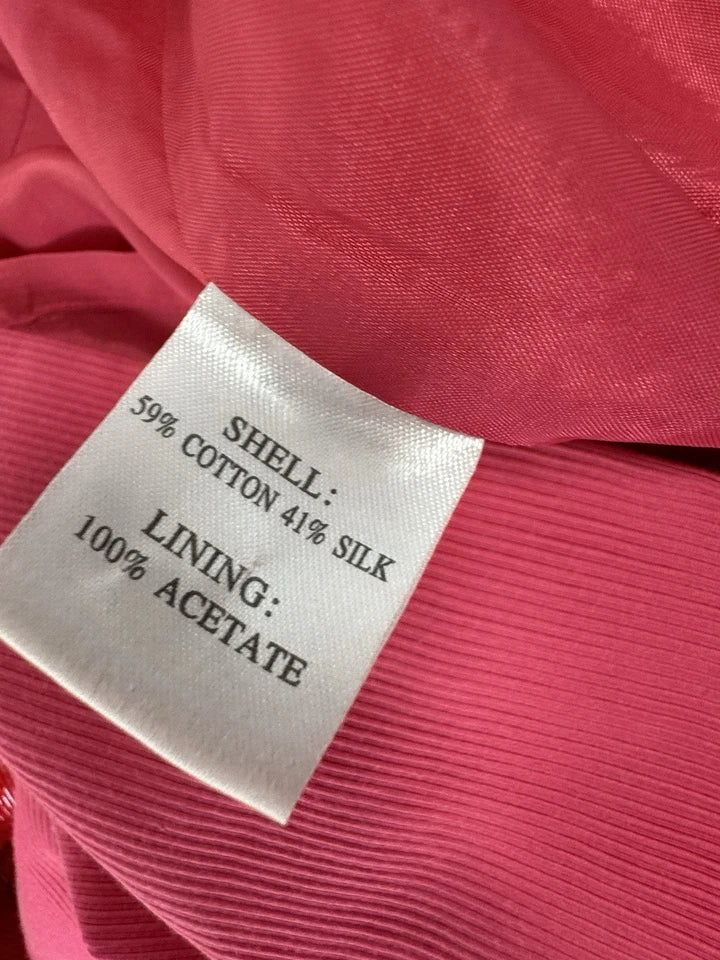 SHELL:
59% COTTON 41% SILK
LINING:
100% ACETATE